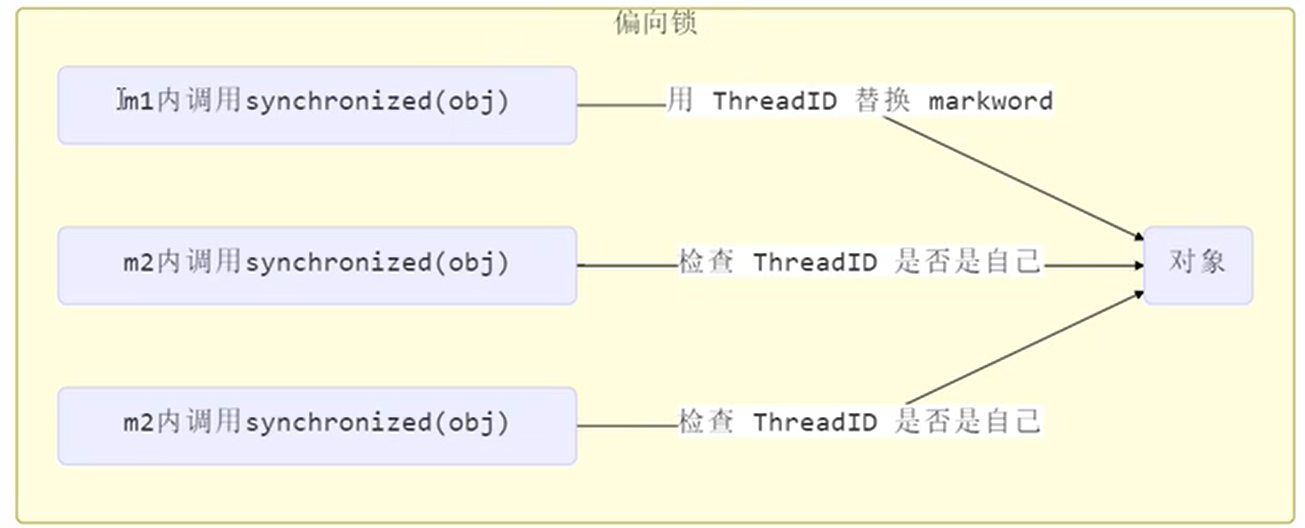 偏向锁
m1内调用synchronized(obj)
用 ThreadID 替换 markword
m2内调用synchronized(obj)
检查 ThreadID 是否是自己
对象
m2内调用synchronized(obj)
检查 ThreadID 是否是自己